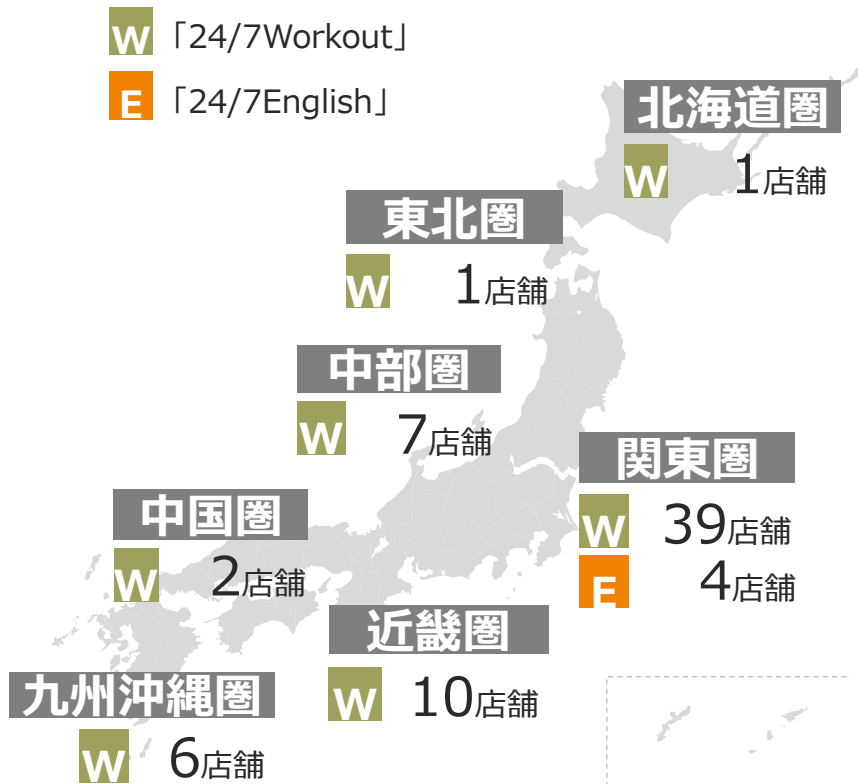 W 「24/7Workout」
E 「24/7English」
北海道圏
W 1店舗
東北圏
W 1店舗
中部圏
W 7店舗
関東圏
W 39店舗
E 4店舗
中国圏
W 2店舗
近畿圏
W 10店舗
九州沖縄圏
W 6店舗